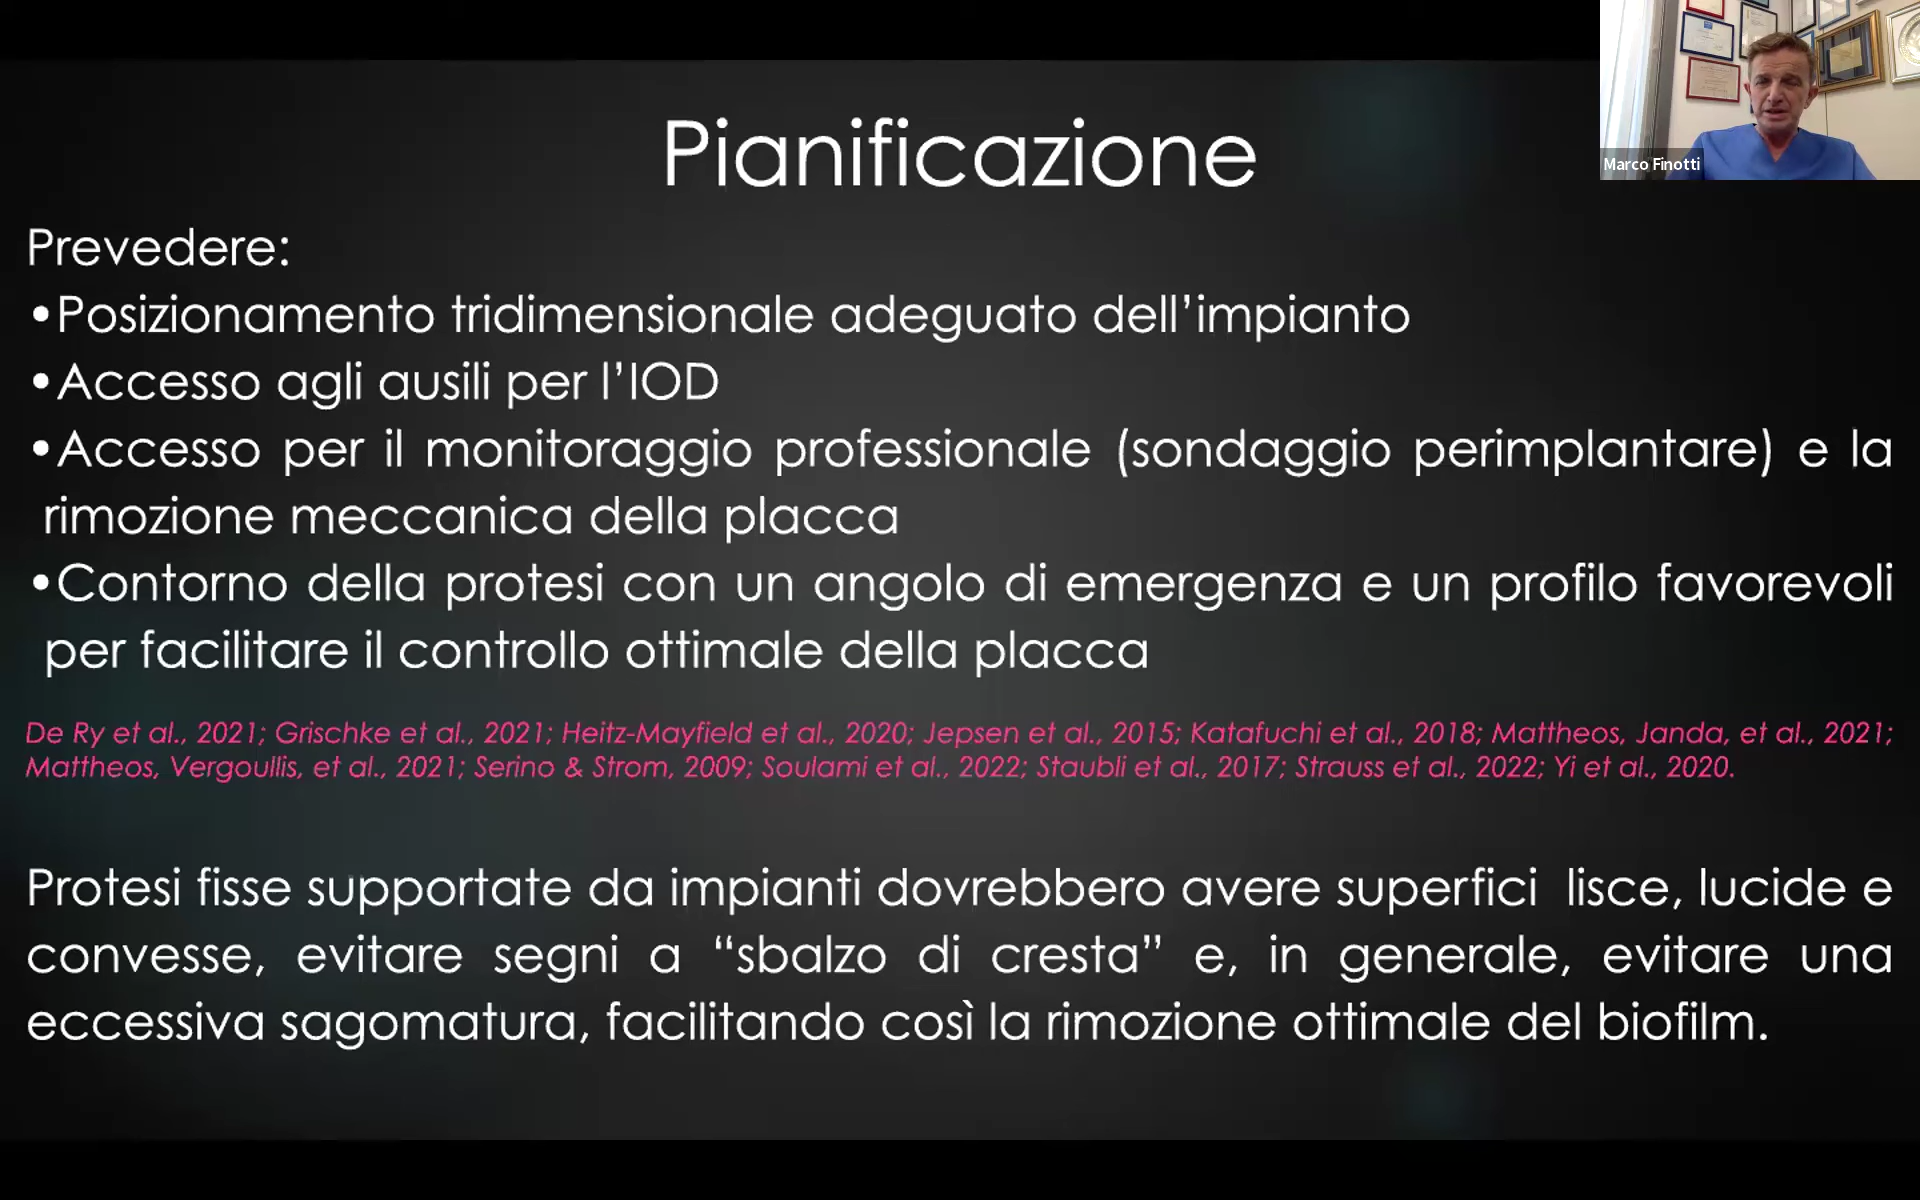 Marco Finotti
Pianificazione
Prevedere:
•Posizionamento tridimensionale adeguato dell’impianto
•Accesso agli ausili per l’IOD
•Accesso per il monitoraggio professionale (sondaggio perimplantare) e la
rimozione meccanica della placca
•Contorno della protesi con un angolo di emergenza e un profilo favorevoli
per facilitare il controllo ottimale della placca
De Ry et al., 2021; Grischke et al., 2021; Heitz-Mayfield et al., 2020; Jepsen et al., 2015; Katafuchi et al., 2018; Mattheos, Janda, et al., 2021;
Mattheos, Vergoullis, et al., 2021; Serino & Strom, 2009; Soulami et al., 2022; Staubli et al., 2017; Strauss et al., 2022; Yi et al., 2020.
Protesi fisse supportate da impianti dovrebbero avere superfici lisce, lucide e
convesse, evitare segni a “sbalzo di cresta” e, in generale, evitare una
eccessiva sagomatura, facilitando così la rimozione ottimale del biofilm.